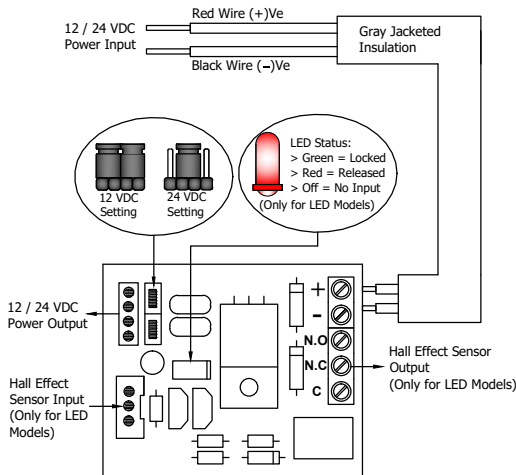 Red Wire (+)Ve
12 / 24 VDC
Power Input
Black Wire (-)Ve
Gray Jacketed
Insulation
12 VDC
Setting
24 VDC
Setting
LED Status:
> Green = Locked
> Red = Released
> Off = No Input
(Only for LED Models)
12 / 24 VDC
Power Output
+
-
N.O
N.C
C
Hall Effect Sensor
Output
(Only for LED Models)
Hall Effect
Sensor Input
(Only for LED
Models)